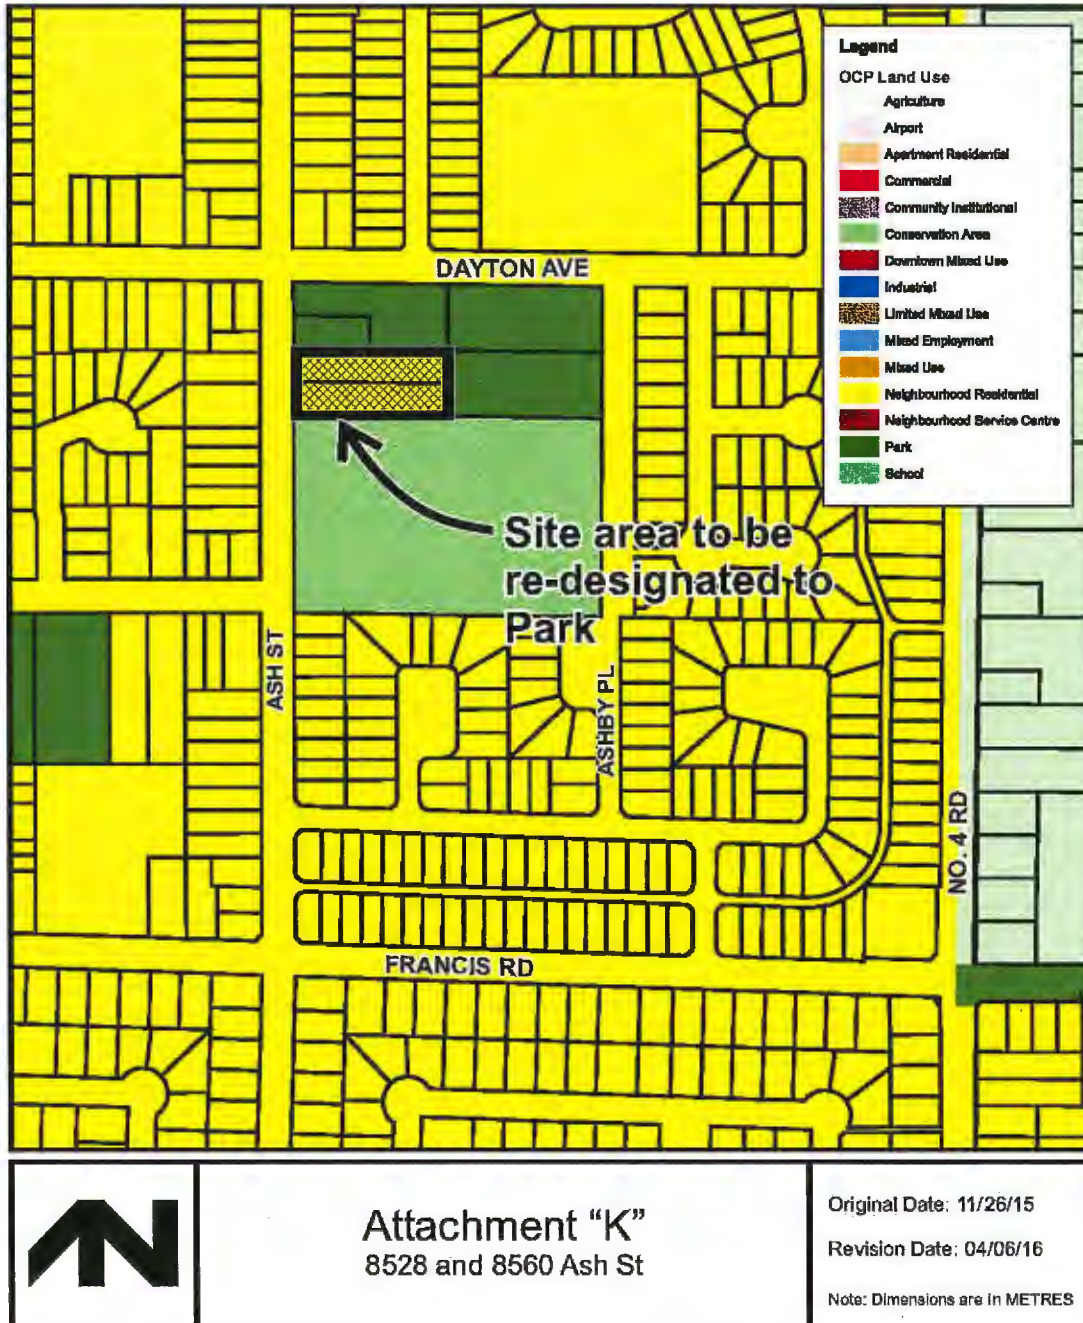 Legend
OCP Land Use
Agriculture
Airport
Apartment Residential
Commercial
Community Institutional
Conservation Area
Downtown Mixed Use
Industrial
Limited Mixed Use
Mixed Employment
Mixed Use
Neighbourhood Residential
Neighbourhood Service Centre
Park
School
DAYTON AVE
Site area to be
re-designated to
Park
ASH ST
ASHBY PL
NO. 4 RD
FRANCIS RD
Attachment “K”
8528 and 8560 Ash St
Original Date: 11/26/15
Revision Date: 04/06/16
Note: Dimensions are in METRES